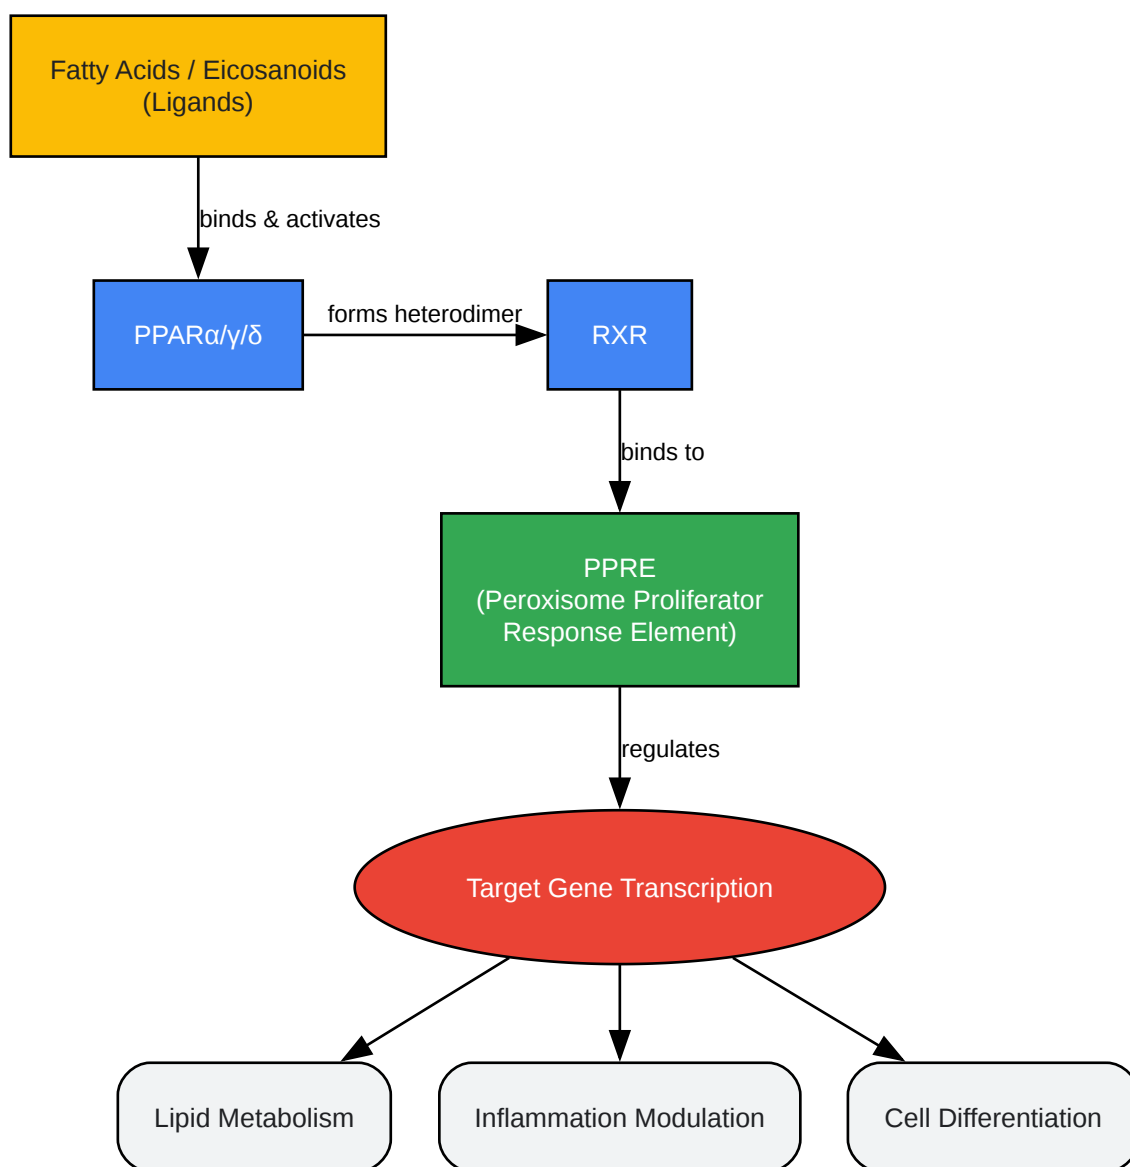 Fatty Acids / Eicosanoids
(Ligands)
binds & activates
PPARα/γ/δ
forms heterodimer
RXR
binds to
PPRE
(Peroxisome Proliferator
Response Element)
regulates
Target Gene Transcription
Lipid Metabolism
Inflammation Modulation
Cell Differentiation